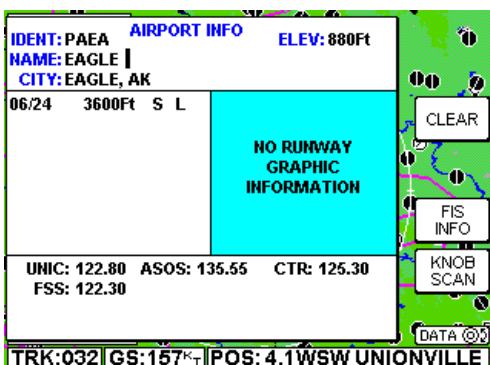 AIRPORT INFO
IDENT: PAEA ELEV: 880Ft
NAME: EAGLE
CITY: EAGLE, AK
06/24 3600Ft S L
NO RUNWAY
GRAPHIC
INFORMATION
UNIC: 122.80 ASOS: 135.55 CTR: 125.30
FSS: 122.30
CLEAR
FIS
INFO
KNOB
SCAN
DATA
TRK:032 GS:157KT POS: 4.1WSW UNIONVILLE